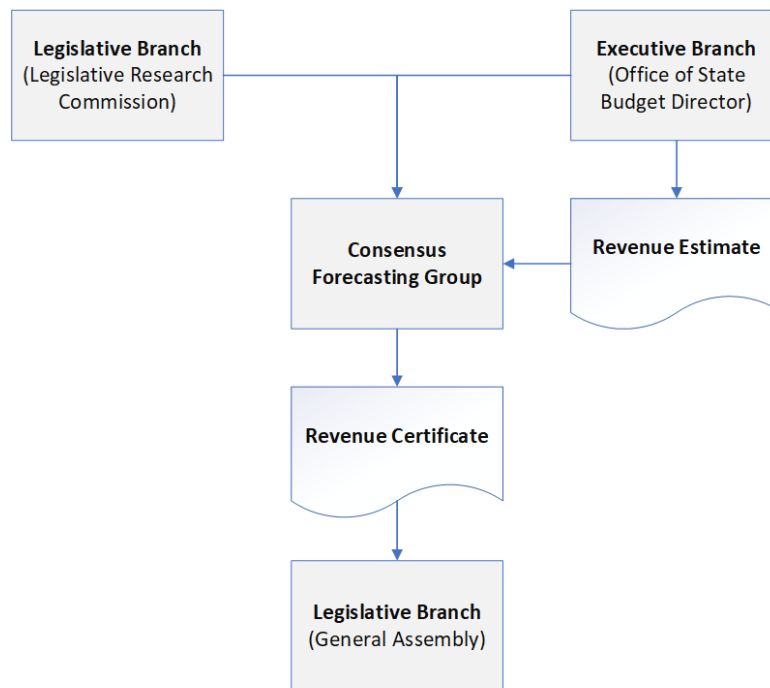 Legislative Branch
(Legislative Research
Commission)
Executive Branch
(Office of State
Budget Director)
Consensus
Forecasting Group
Revenue Estimate
Revenue Certificate
Legislative Branch
(General Assembly)